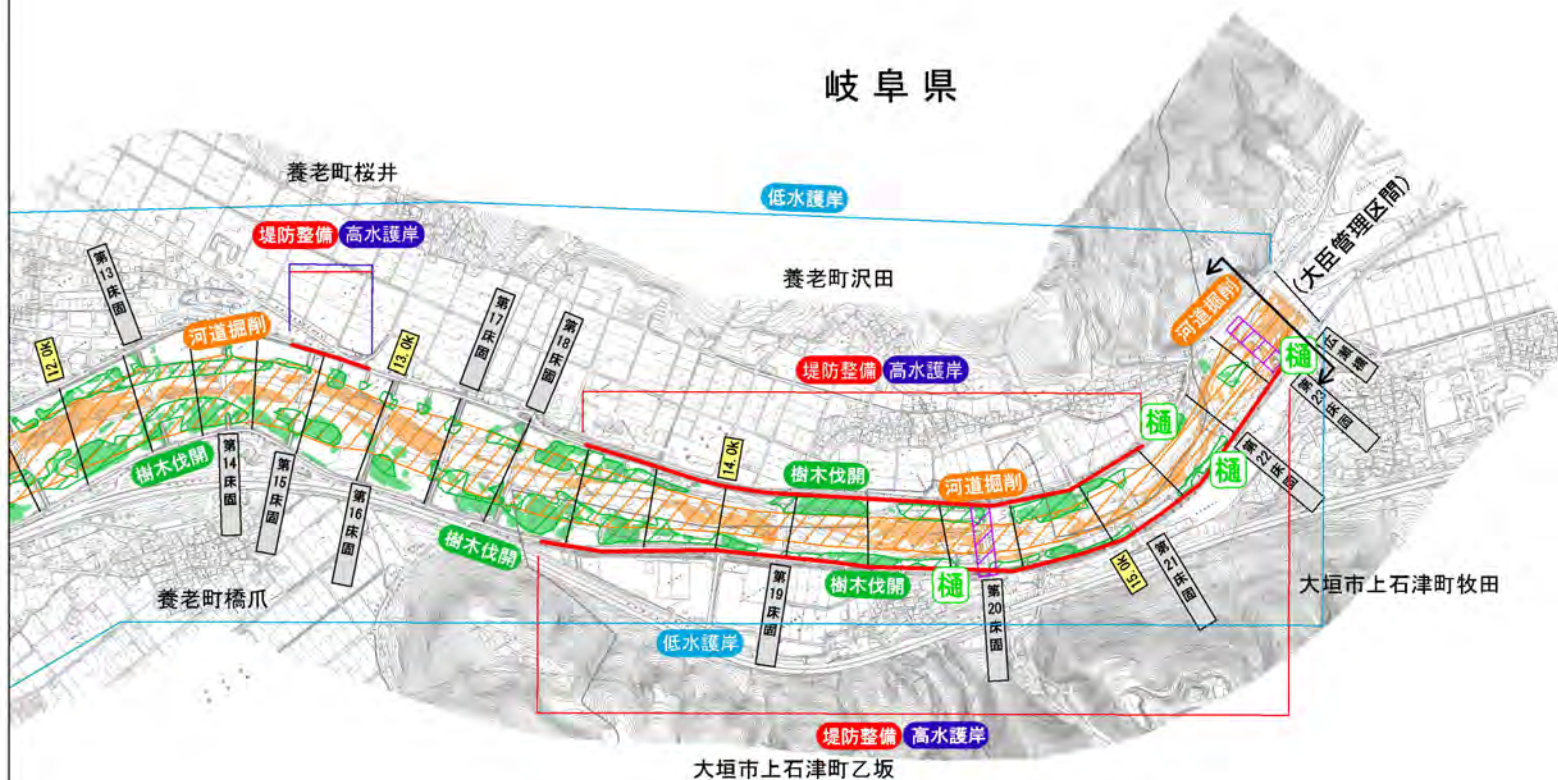 岐阜県
養老町桜井
低水護岸
(大臣管理区間)
堤防整備 高水護岸
養老町沢田
第13床固
第17床固
第18床固
河道掘削
河道掘削
広瀬橋
12.0K
13.0K
堤防整備 高水護岸
樋
第23床固
14.0K
樋
第22床固
樹木伐開
河道掘削
樋
樹木伐開
第14床固
第15床固
第16床固
樹木伐開
第19床固
樹木伐開
樋
第20床固
15.0K
第21床固
大垣市上石津町牧田
養老町橋爪
低水護岸
堤防整備 高水護岸
大垣市上石津町乙坂